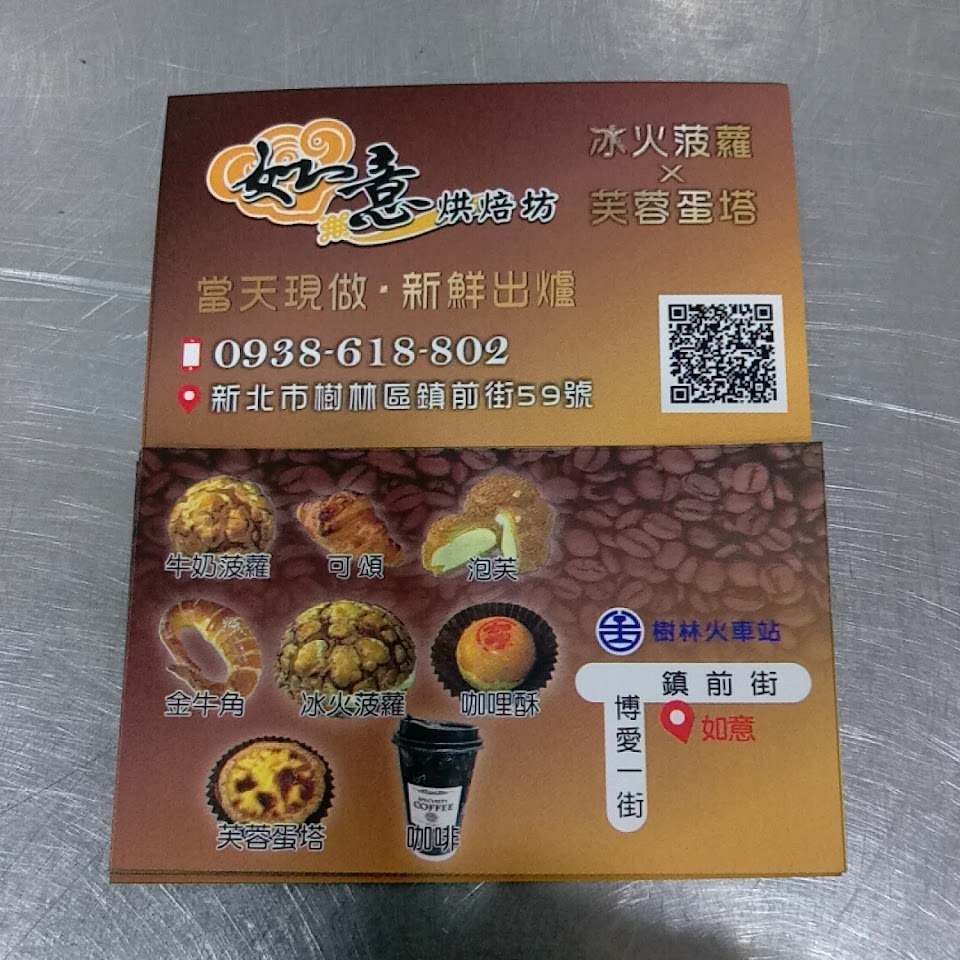 如意烘焙坊
冰火菠蘿
×
芙蓉蛋塔
當天現做·新鮮出爐
0938-618-802
新北市樹林區鎮前街59號
牛奶菠蘿
可頌
泡芙
金牛角
冰火菠蘿
咖哩酥
芙蓉蛋塔
COFFEE
咖啡
樹林火車站
鎮前街
博愛一街
如意